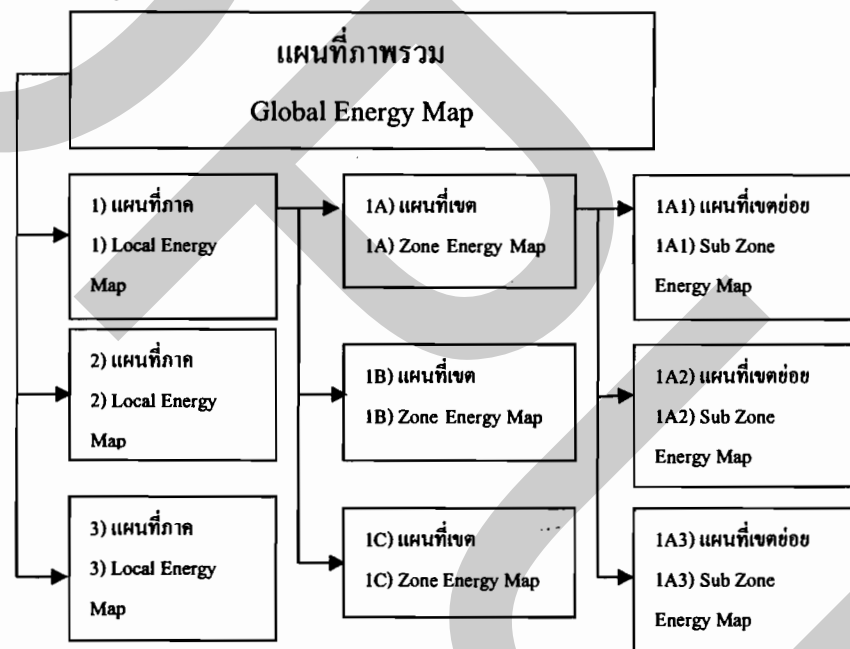 แผนที่ภาพรวม
Global Energy Map
1) แผนที่ภาค
1) Local Energy
Map
1A) แผนที่เขต
1A) Zone Energy Map
1A1) แผนที่เขตย่อย
1A1) Sub Zone
Energy Map
2) แผนที่ภาค
2) Local Energy
Map
1B) แผนที่เขต
1B) Zone Energy Map
1A2) แผนที่เขตย่อย
1A2) Sub Zone
Energy Map
3) แผนที่ภาค
3) Local Energy
Map
1C) แผนที่เขต
1C) Zone Energy Map
1A3) แผนที่เขตย่อย
1A3) Sub Zone
Energy Map